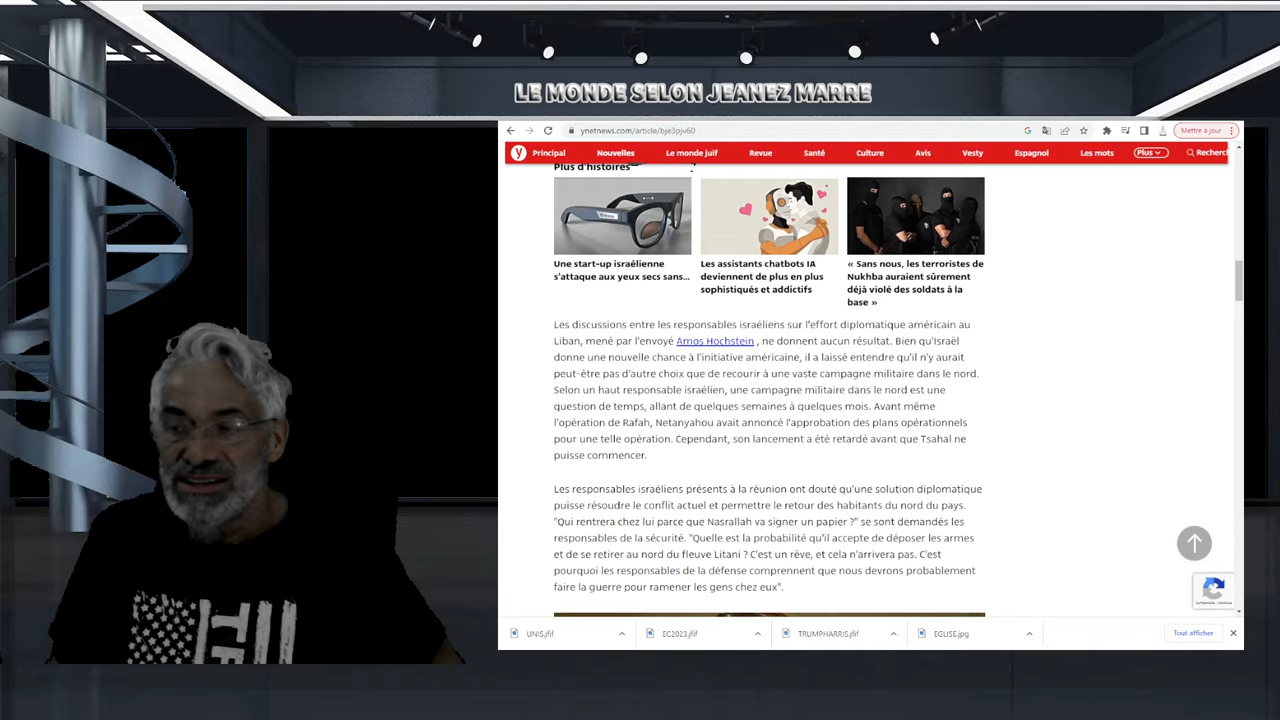 LE MONDE SELON JEANEZ MARRE
ynetnews.com/article/bje3pjv60
Mettre à jour
y Principal Nouvelles Le monde juif Revue Santé Culture Avis Vesty Espagnol Les mots Plus Recherc
Plus d'histoires
Une start-up israélienne
s'attaque aux yeux secs sans...
Les assistants chatbots IA
deviennent de plus en plus
sophistiqués et addictifs
« Sans nous, les terroristes de
Nukhba auraient sûrement
déjà violé des soldats à la
base »
Les discussions entre les responsables israéliens sur l'effort diplomatique américain au
Liban, mené par l'envoyé Amos Hochstein , ne donnent aucun résultat. Bien qu'Israël
donne une nouvelle chance à l'initiative américaine, il a laissé entendre qu'il n'y aurait
peut-être pas d'autre choix que de recourir à une vaste campagne militaire dans le nord.
Selon un haut responsable israélien, une campagne militaire dans le nord est une
question de temps, allant de quelques semaines à quelques mois. Avant même
l'opération de Rafah, Netanyahou avait annoncé l'approbation des plans opérationnels
pour une telle opération. Cependant, son lancement a été retardé avant que Tsahal ne
puisse commencer.
Les responsables israéliens présents à la réunion ont douté qu'une solution diplomatique
puisse résoudre le conflit actuel et permettre le retour des habitants du nord du pays.
"Qui rentrera chez lui parce que Nasrallah va signer un papier ?" se sont demandés les
responsables de la sécurité. "Quelle est la probabilité qu'il accepte de déposer les armes
et de se retirer au nord du fleuve Litani ? C'est un rêve, et cela n'arrivera pas. C'est
pourquoi les responsables de la défense comprennent que nous devrons probablement
faire la guerre pour ramener les gens chez eux".
UNIS.jfif
EC2023.jfif
TRUMPHARRIS.jfif
EGLISE.jpg
Tout afficher